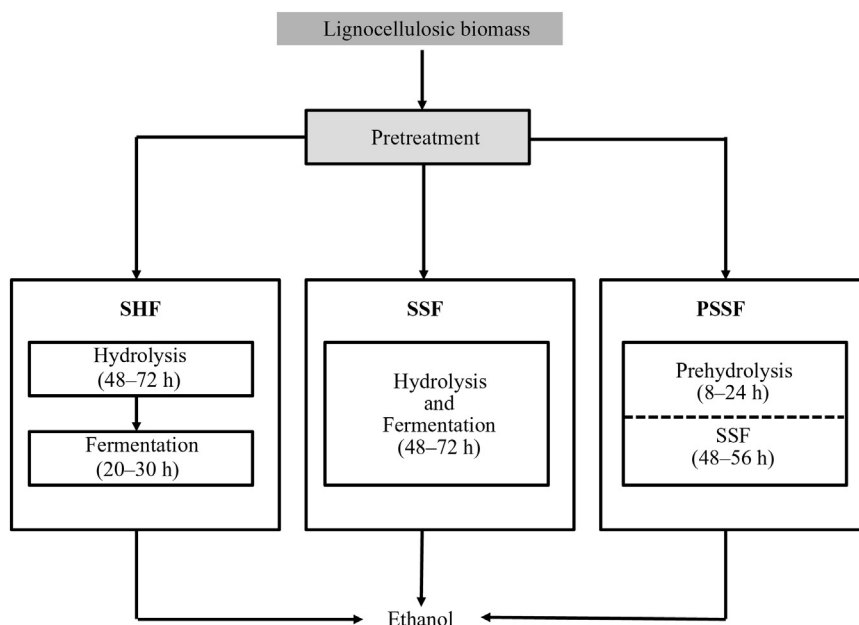 Lignocellulosic biomass
Pretreatment
SHF
Hydrolysis
(48–72 h)
Fermentation
(20–30 h)
SSF
Hydrolysis
and
Fermentation
(48–72 h)
PSSF
Prehydrolysis
(8–24 h)
SSF
(48–56 h)
Ethanol